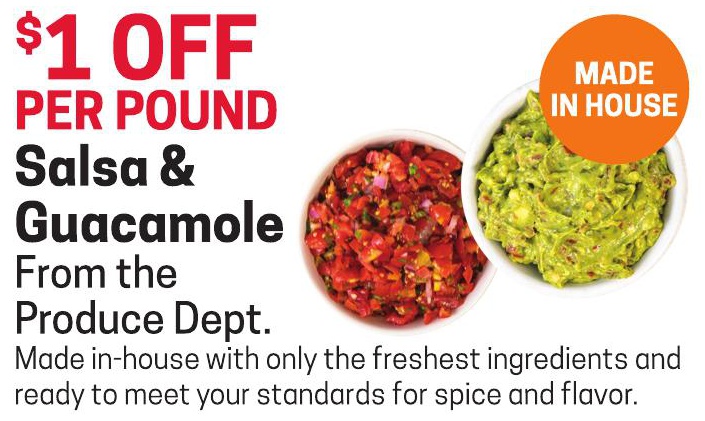 $1 OFF
PER POUND
Salsa &
Guacamole
From the
Produce Dept.
Made in-house with only the freshest ingredients and
ready to meet your standards for spice and flavor.
MADE
IN HOUSE